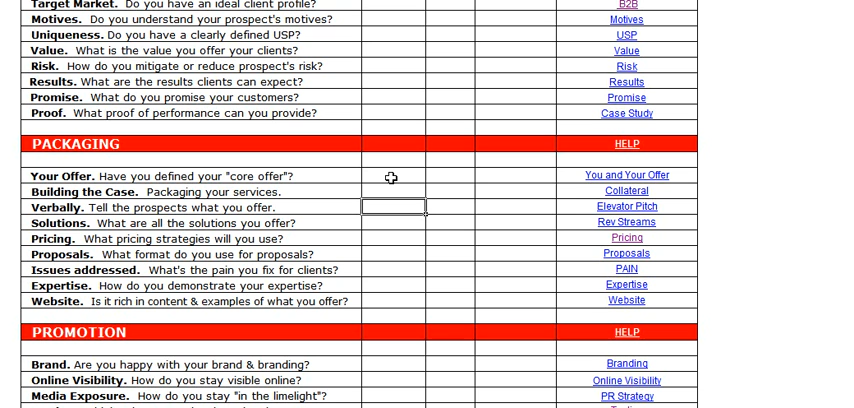 Target Market. Do you have an ideal client profile? B2B
Motives. Do you understand your prospect's motives? Motives
Uniqueness. Do you have a clearly defined USP? USP
Value. What is the value you offer your clients? Value
Risk. How do you mitigate or reduce prospect's risk? Risk
Results. What are the results clients can expect? Results
Promise. What do you promise your customers? Promise
Proof. What proof of performance can you provide? Case Study
PACKAGING HELP
Your Offer. Have you defined your "core offer"? You and Your Offer
Building the Case. Packaging your services. Collateral
Verbally. Tell the prospects what you offer. Elevator Pitch
Solutions. What are all the solutions you offer? Rev Streams
Pricing. What pricing strategies will you use? Pricing
Proposals. What format do you use for proposals? Proposals
Issues addressed. What's the pain you fix for clients? PAIN
Expertise. How do you demonstrate your expertise? Expertise
Website. Is it rich in content & examples of what you offer? Website
PROMOTION HELP
Brand. Are you happy with your brand & branding? Branding
Online Visibility. How do you stay visible online? Online Visibility
Media Exposure. How do you stay "in the limelight"? PR Strategy